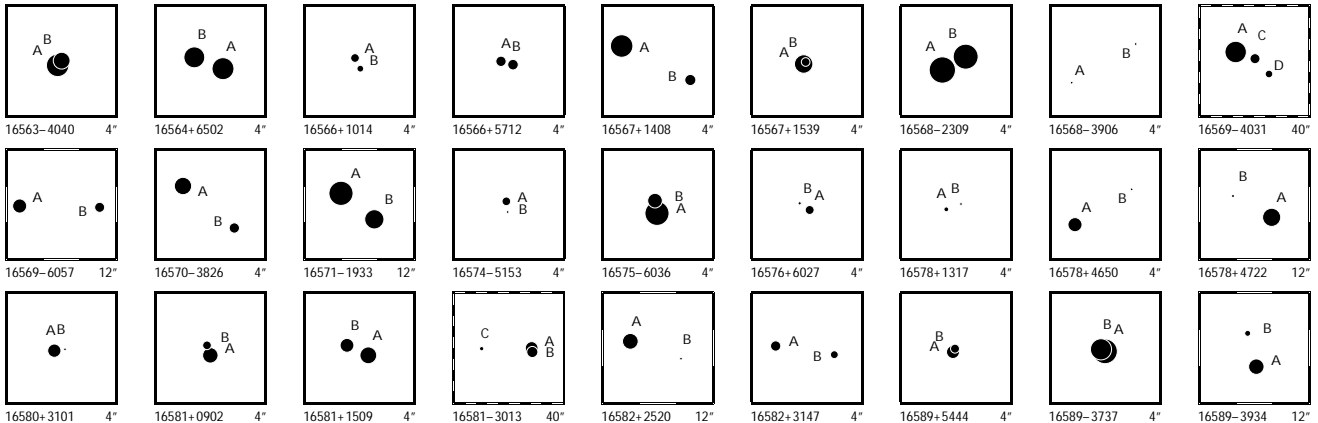 B
A
16563−4040 4″
B
A
16564+6502 4″
A
B
16566+1014 4″
A B
16566+5712 4″
A
B
16567+1408 4″
B
A
16567+1539 4″
B
A
16568−2309 4″
B
A
16568−3906 4″
A C
D
16569−4031 40″
A
B
16569−6057 12″
A
B
16570−3826 4″
A
B
16571−1933 12″
A
B
16574−5153 4″
B
A
16575−6036 4″
B
A
16576+6027 4″
A B
16578+1317 4″
B
A
16578+4650 4″
B
A
16578+4722 12″
A B
16580+3101 4″
B
A
16581+0902 4″
B
A
16581+1509 4″
C
A
B
16581−3013 40″
A
B
16582+2520 12″
A
B
16582+3147 4″
B
A
16589+5444 4″
B A
16589−3737 4″
B
A
16589−3934 12″